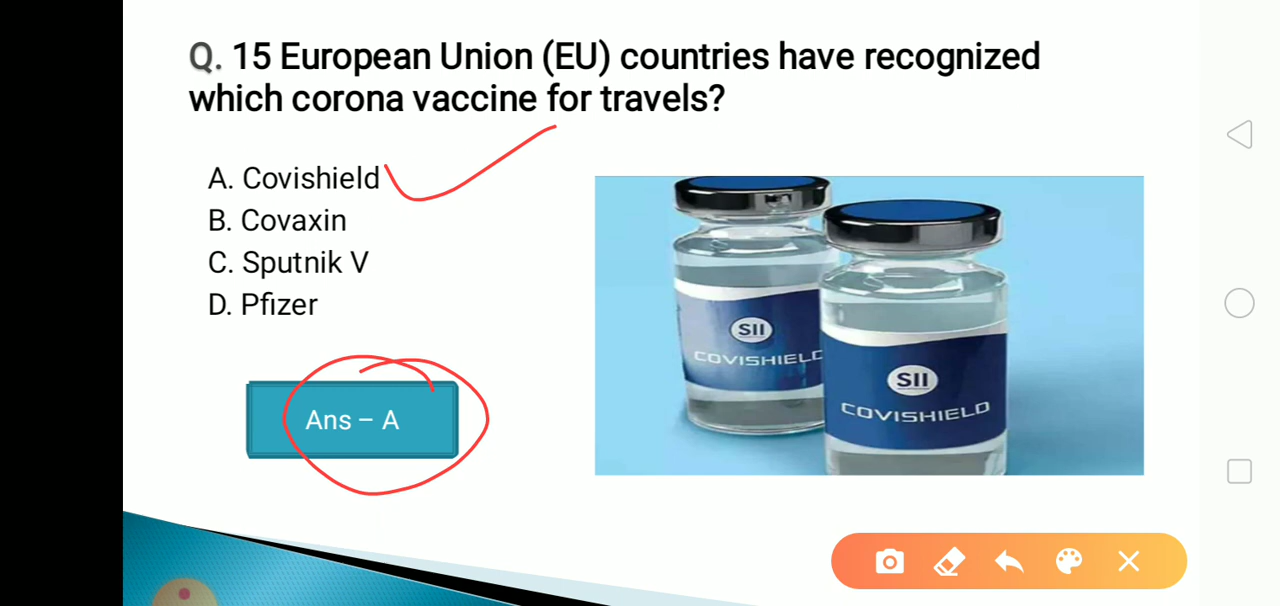 Q. 15 European Union (EU) countries have recognized
which corona vaccine for travels?
A. Covishield
B. Covaxin
C. Sputnik V
D. Pfizer
Ans – A
SII
COVISHIELD
SII
COVISHIELD